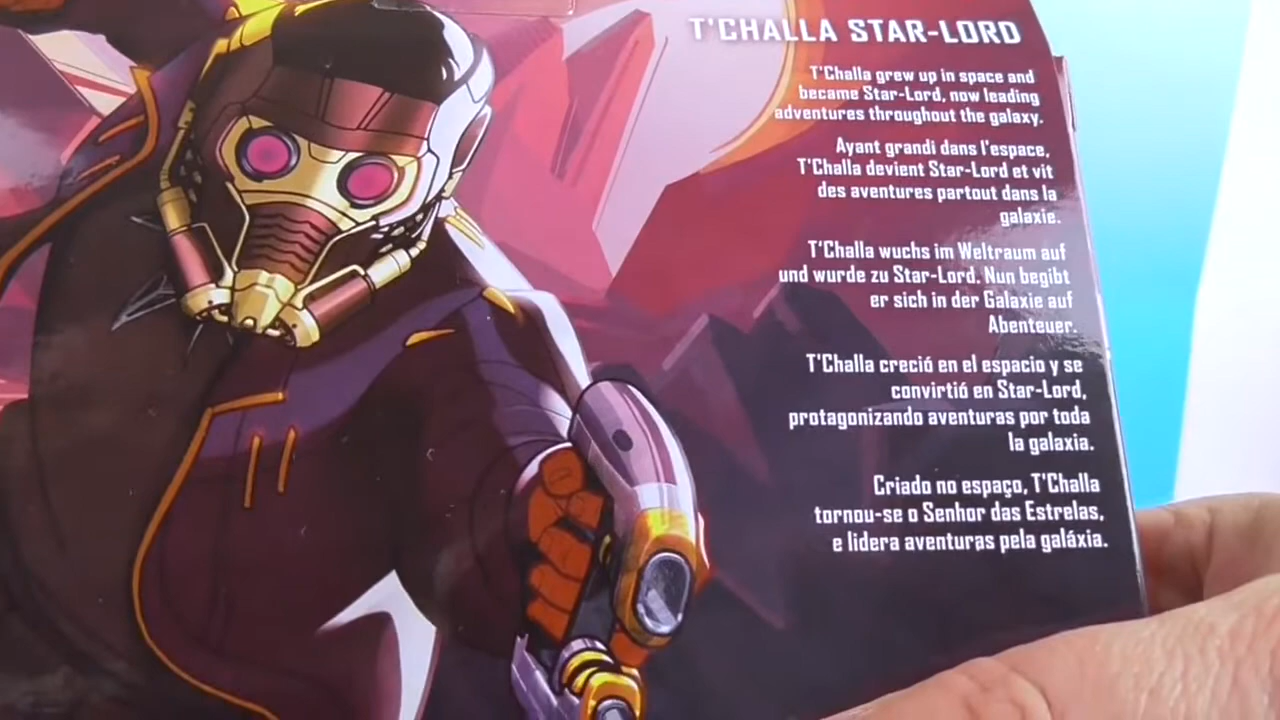 T'CHALLA STAR-LORD
T'Challa grew up in space and
became Star-Lord, now leading
adventures throughout the galaxy.
Ayant grandi dans l'espace,
T'Challa devient Star-Lord et vit
des aventures partout dans la
galaxie.
T'Challa wuchs im Weltraum auf
und wurde zu Star-Lord. Nun begibt
er sich in der Galaxie auf
Abenteuer.
T'Challa creció en el espacio y se
convirtió en Star-Lord,
protagonizando aventuras por toda
la galaxia.
Criado no espaço, T'Challa
tornou-se o Senhor das Estrelas,
e lidera aventuras pela galáxia.